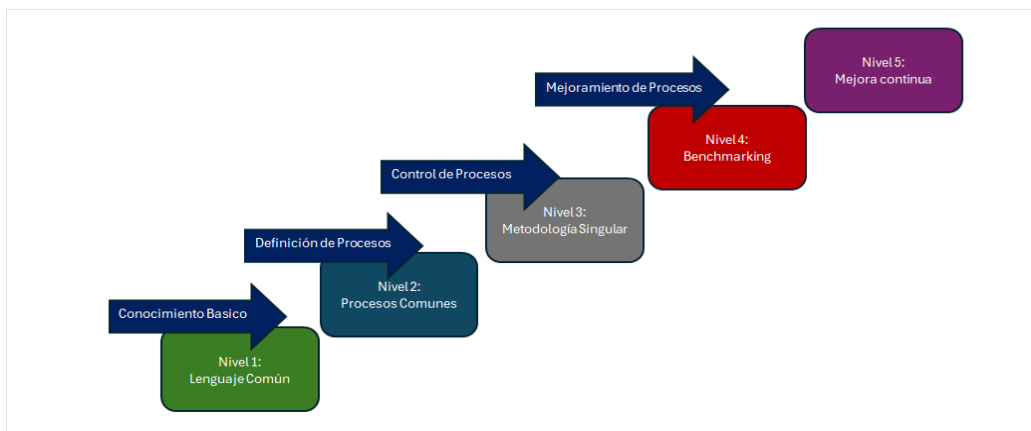 Nivel 5:
Mejora continua
Mejoramiento de Procesos
Nivel 4:
Benchmarking
Control de Procesos
Nivel 3:
Metodología Singular
Definición de Procesos
Nivel 2:
Procesos Comunes
Conocimiento Basico
Nivel 1:
Lenguaje Común